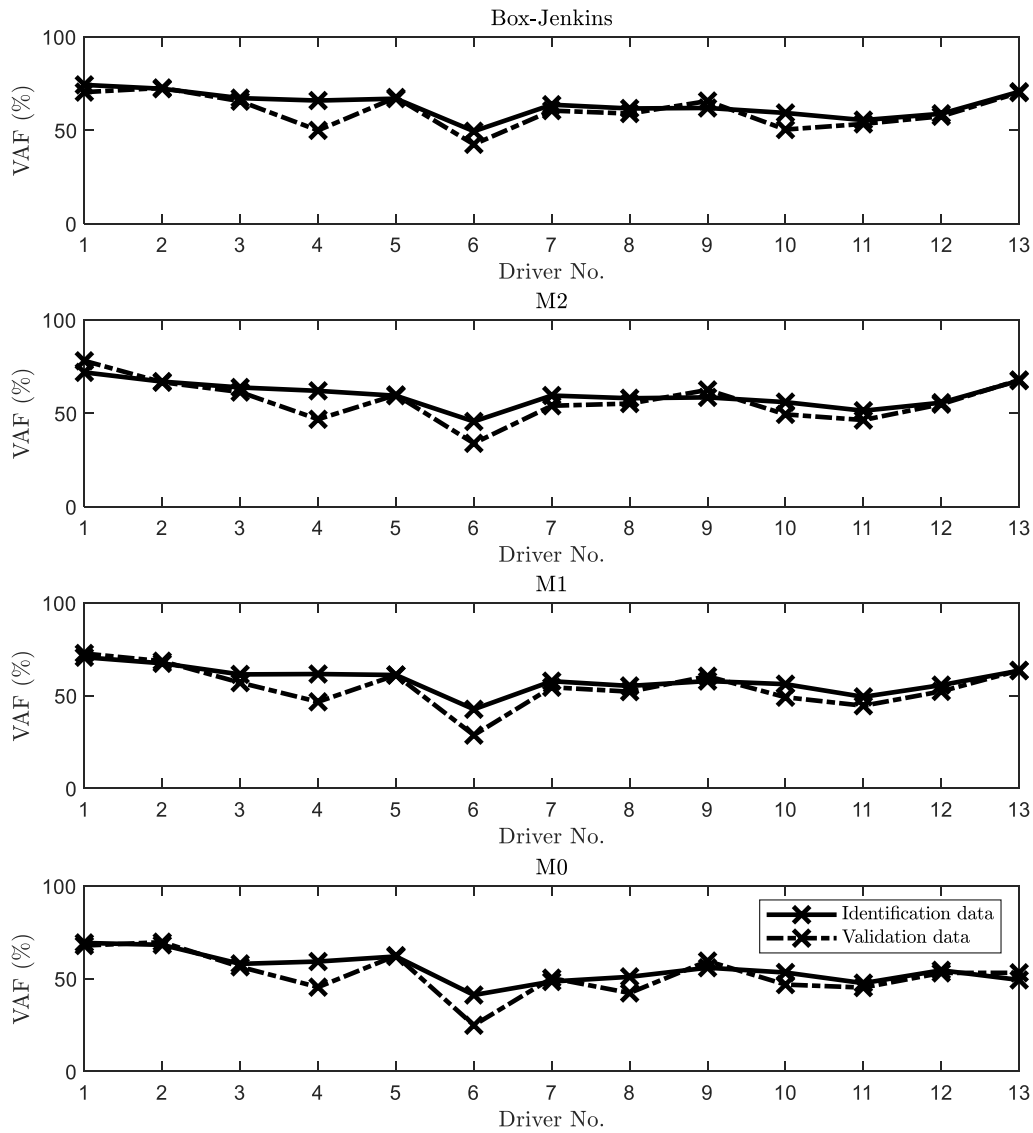 Box-Jenkins
100
50
0
VAF (%)
1 2 3 4 5 6 7 8 9 10 11 12 13
Driver No.
M2
100
50
0
VAF (%)
1 2 3 4 5 6 7 8 9 10 11 12 13
Driver No.
M1
100
50
0
VAF (%)
1 2 3 4 5 6 7 8 9 10 11 12 13
Driver No.
M0
100
50
0
VAF (%)
Identification data
Validation data
1 2 3 4 5 6 7 8 9 10 11 12 13
Driver No.